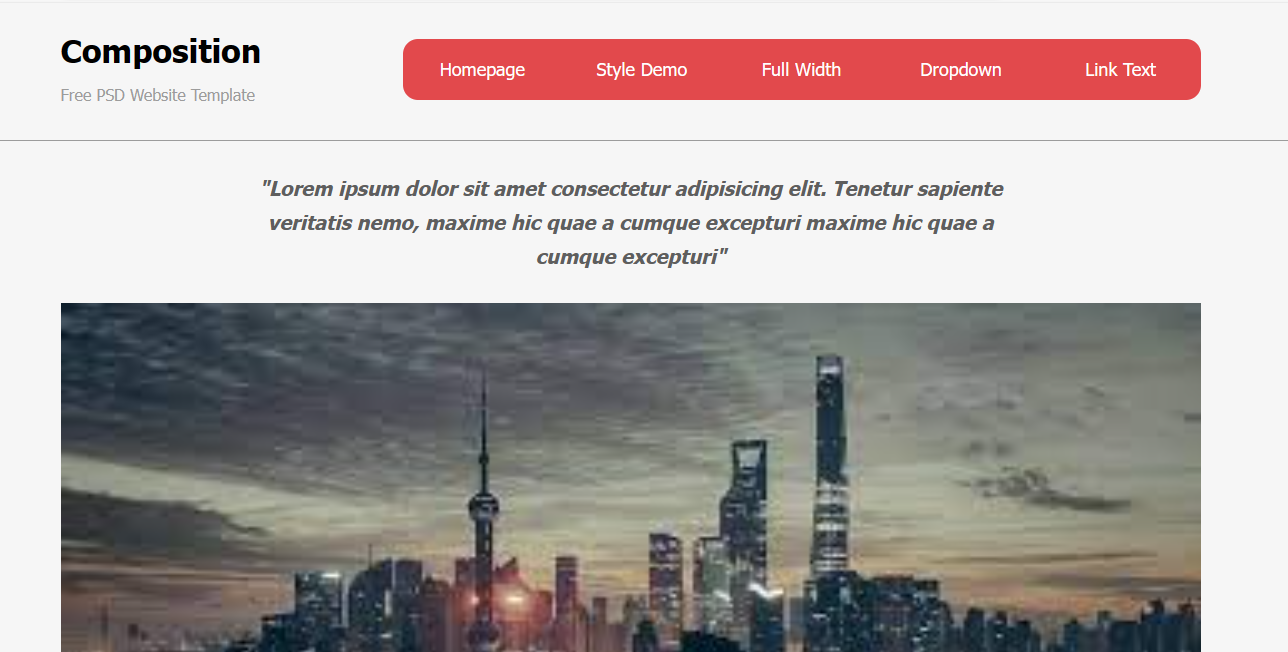 Composition
Free PSD Website Template
Homepage Style Demo Full Width Dropdown Link Text
"Lorem ipsum dolor sit amet consectetur adipisicing elit. Tenetur sapiente
veritatis nemo, maxime hic quae a cumque excepturi maxime hic quae a
cumque excepturi"